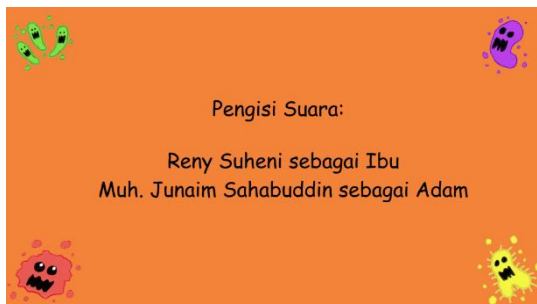 Pengisi Suara:
Reny Suheni sebagai Ibu
Muh. Junaim Sahabuddin sebagai Adam